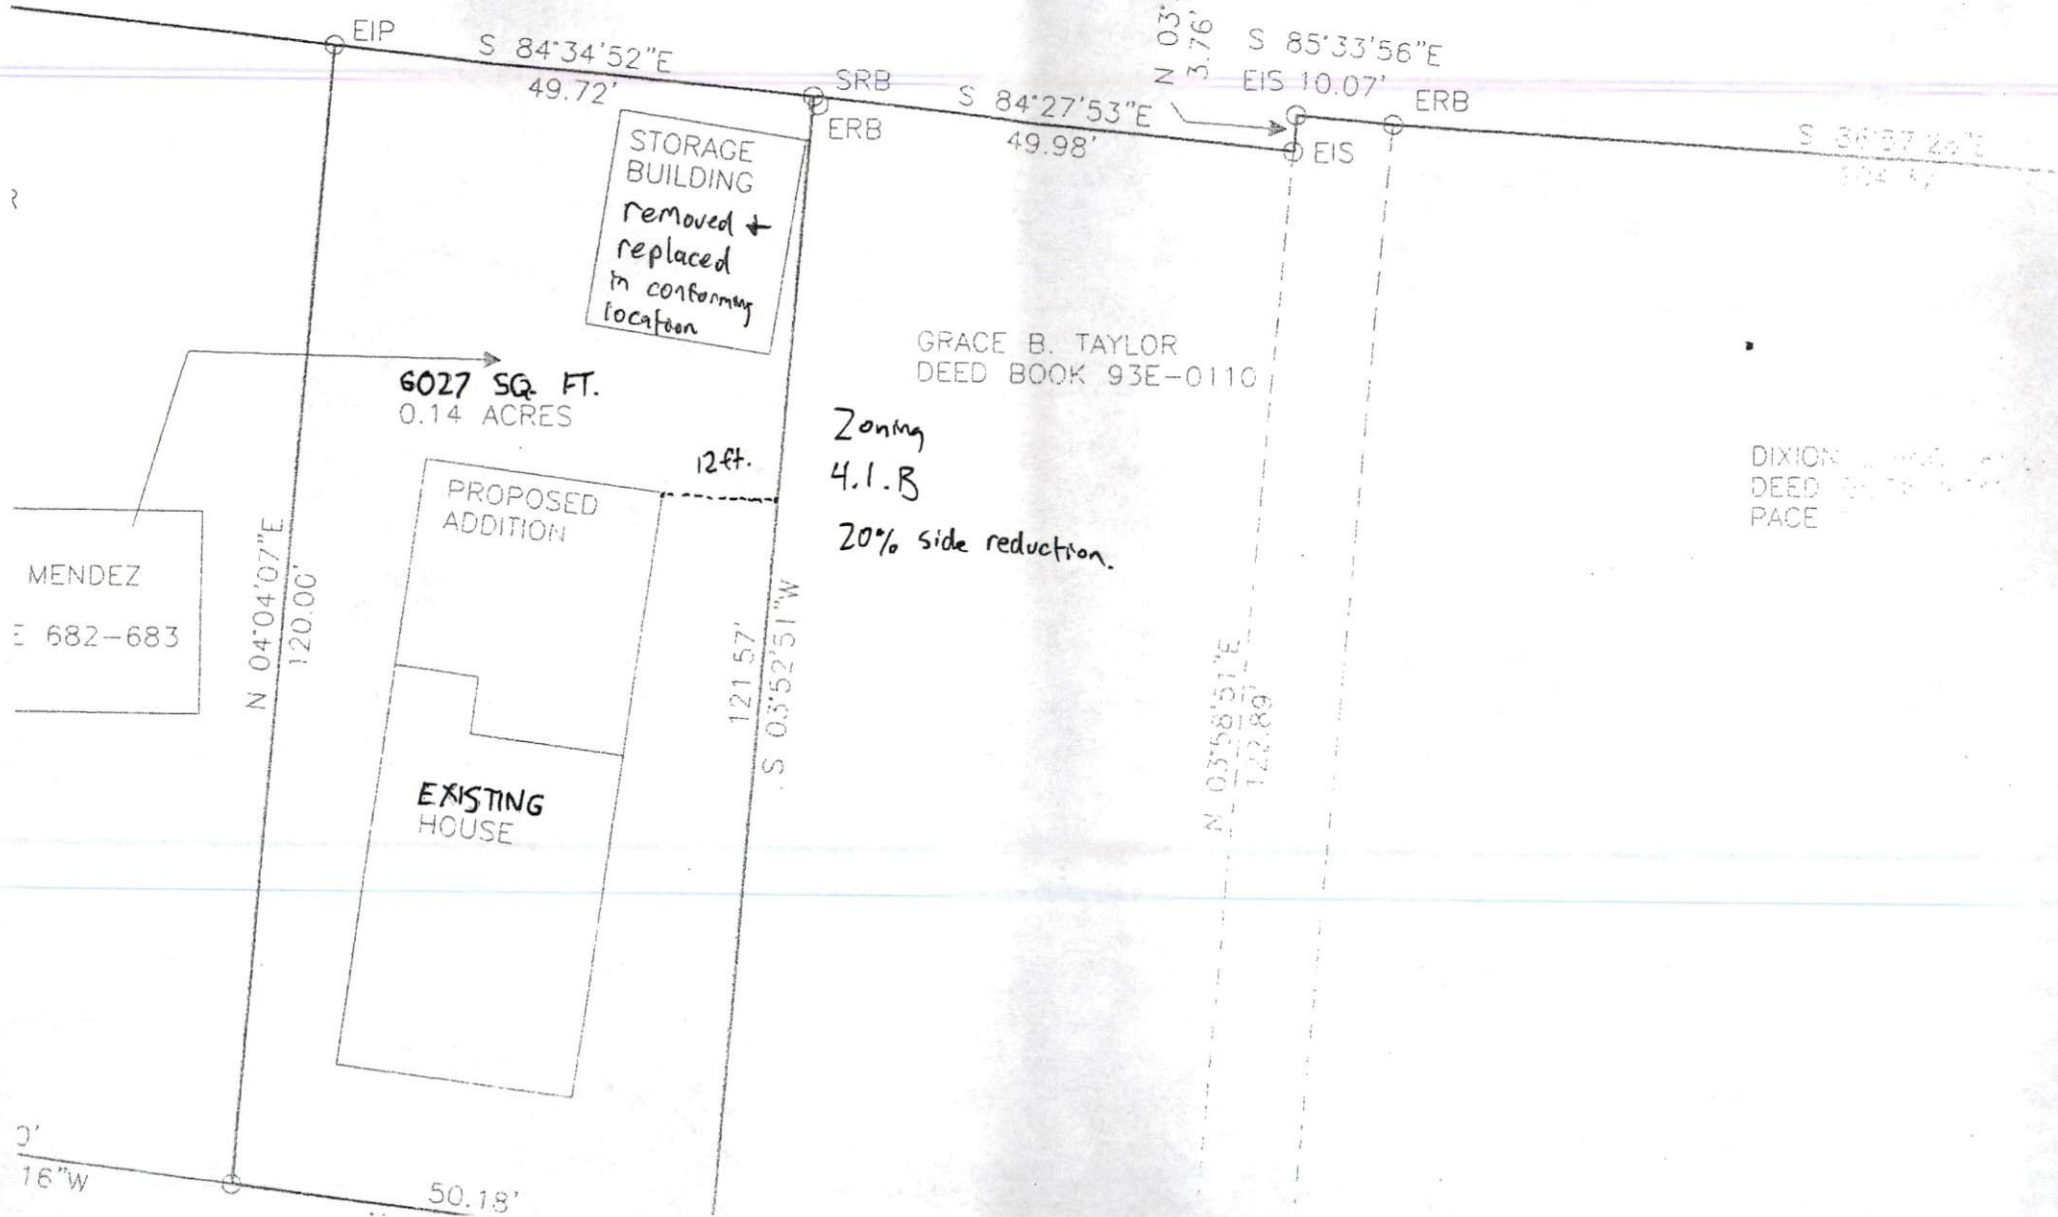 EIP
S 84°34'52"E
49.72'
SRB
ERB
S 84°27'53"E
49.98'
N 03°
3.76'
S 85°33'56"E
EIS 10.07'
ERB
EIS
STORAGE
BUILDING
removed +
replaced
in conforming
location
R
GRACE B. TAYLOR
DEED BOOK 93E-0110
6027 SQ. FT.
0.14 ACRES
12ft.
Zoning
4.1.B
20% side reduction.
DIXION
DEED
PACE
PROPOSED
ADDITION
MENDEZ
E 682-683
N 04°04'07"E
120.00'
121.57'
S 03°52'51"W
N 03°58'51"E
122.89'
EXISTING
HOUSE
0'
16"W
50.18'